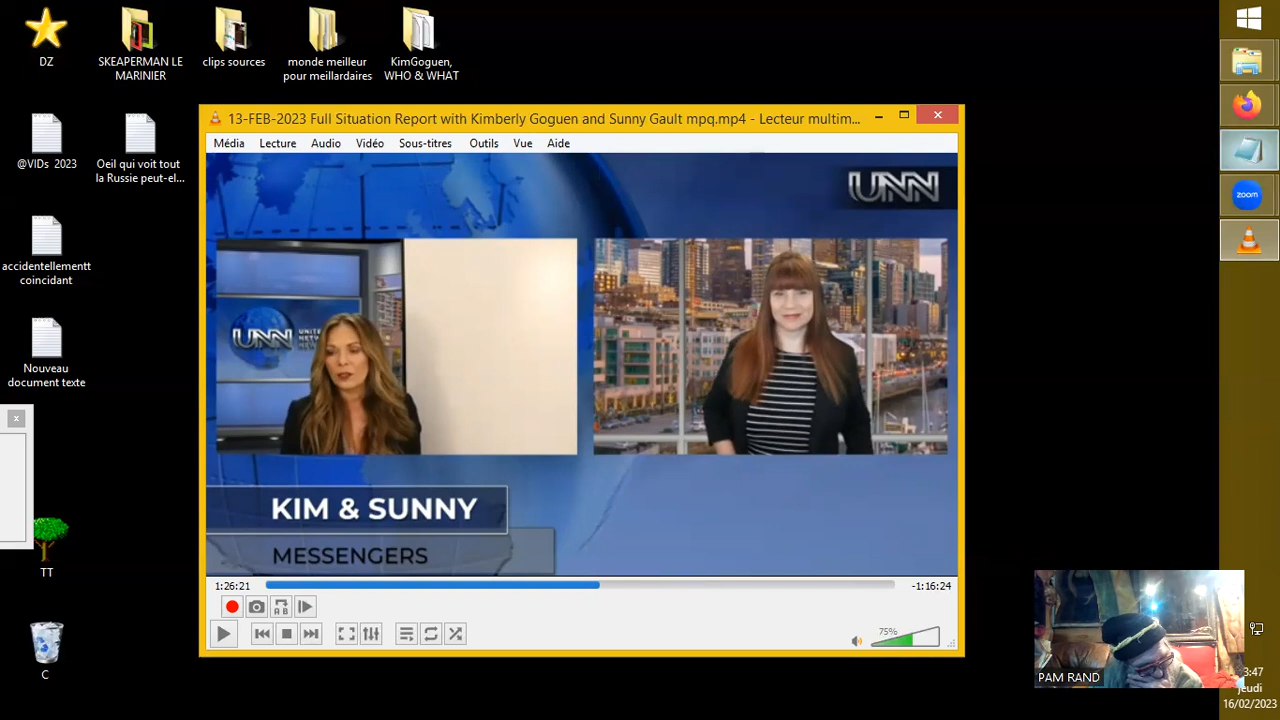 DZ
SKEAPERMAN LE
MARINIER
clips sources
monde meilleur
pour meillardaires
KimGoguen,
WHO & WHAT
@VIDs 2023
Oeil qui voit tout
la Russie peut-el...
accidentellementt
coincidant
Nouveau
document texte
x
TT
C
13-FEB-2023 Full Situation Report with Kimberly Goguen and Sunny Gault mpq.mp4 - Lecteur multim...
Média Lecture Audio Vidéo Sous-titres Outils Vue Aide
UNN
UNN
KIM & SUNNY
MESSENGERS
1:26:21
-1:16:24
A B
75%
zoom
PAM RAND
3:47
jeudi
16/02/2023